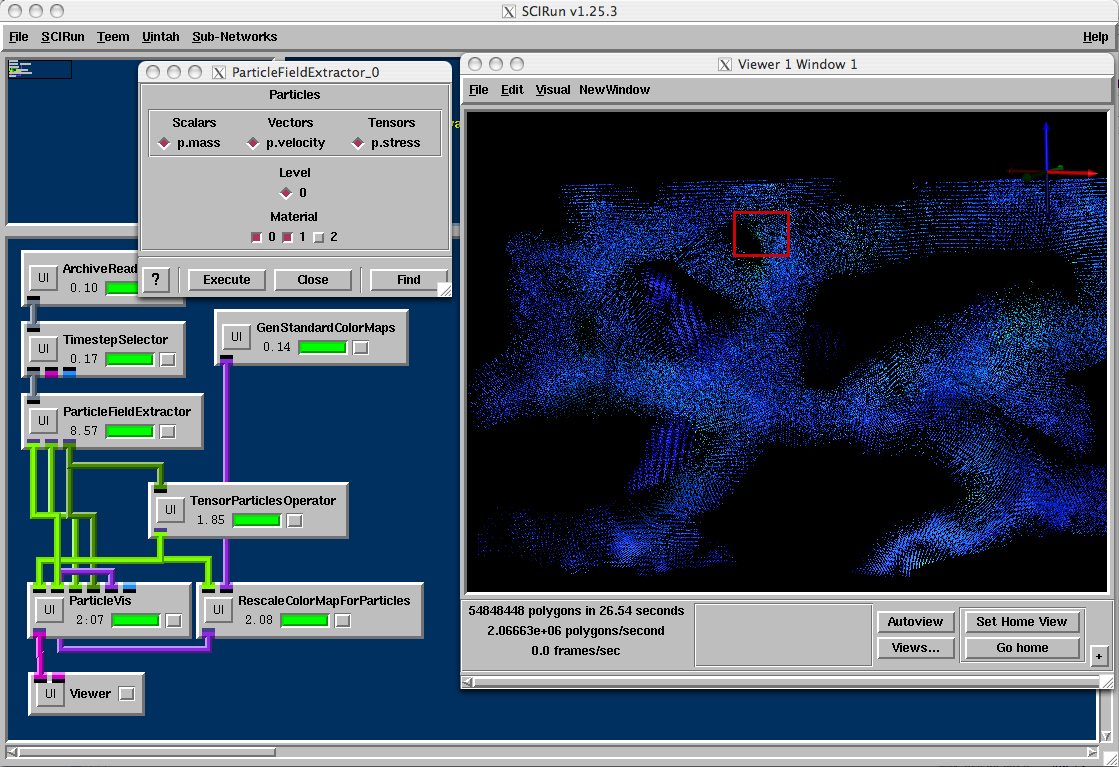 SCIRun v1.25.3
File SCIRun Teem Uintah Sub-Networks Help
ParticleFieldExtractor_0
Particles
Scalars Vectors Tensors
p.mass p.velocity p.stress
Level
0
Material
0 1 2
? Execute Close Find
Viewer 1 Window 1
File Edit Visual NewWindow
UI
0.10
UI TimestepSelector
0.17
UI ParticleFieldExtractor
8.57
UI GenStandardColorMaps
0.14
UI TensorParticlesOperator
1.85
UI ParticleVis
2:07
UI RescaleColorMapForParticles
2.08
UI Viewer
54848448 polygons in 26.54 seconds
2.06663e+06 polygons/second
0.0 frames/sec
Autoview Set Home View
Views... Go home
+